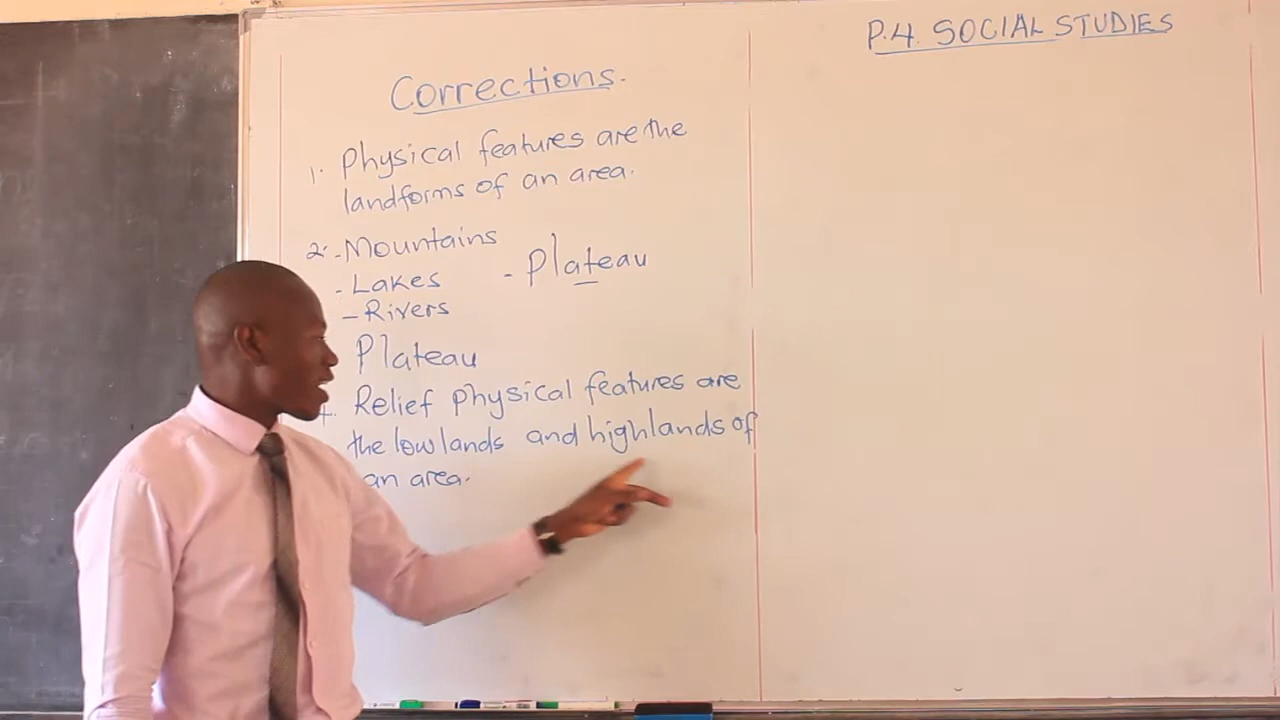 P.4. SOCIAL STUDIES
Corrections.
1. Physical features are the
landforms of an area.
2. - Mountains
- Lakes
- Rivers
- Plateau
Plateau
Relief physical features are
the lowlands and highlands of
an area.